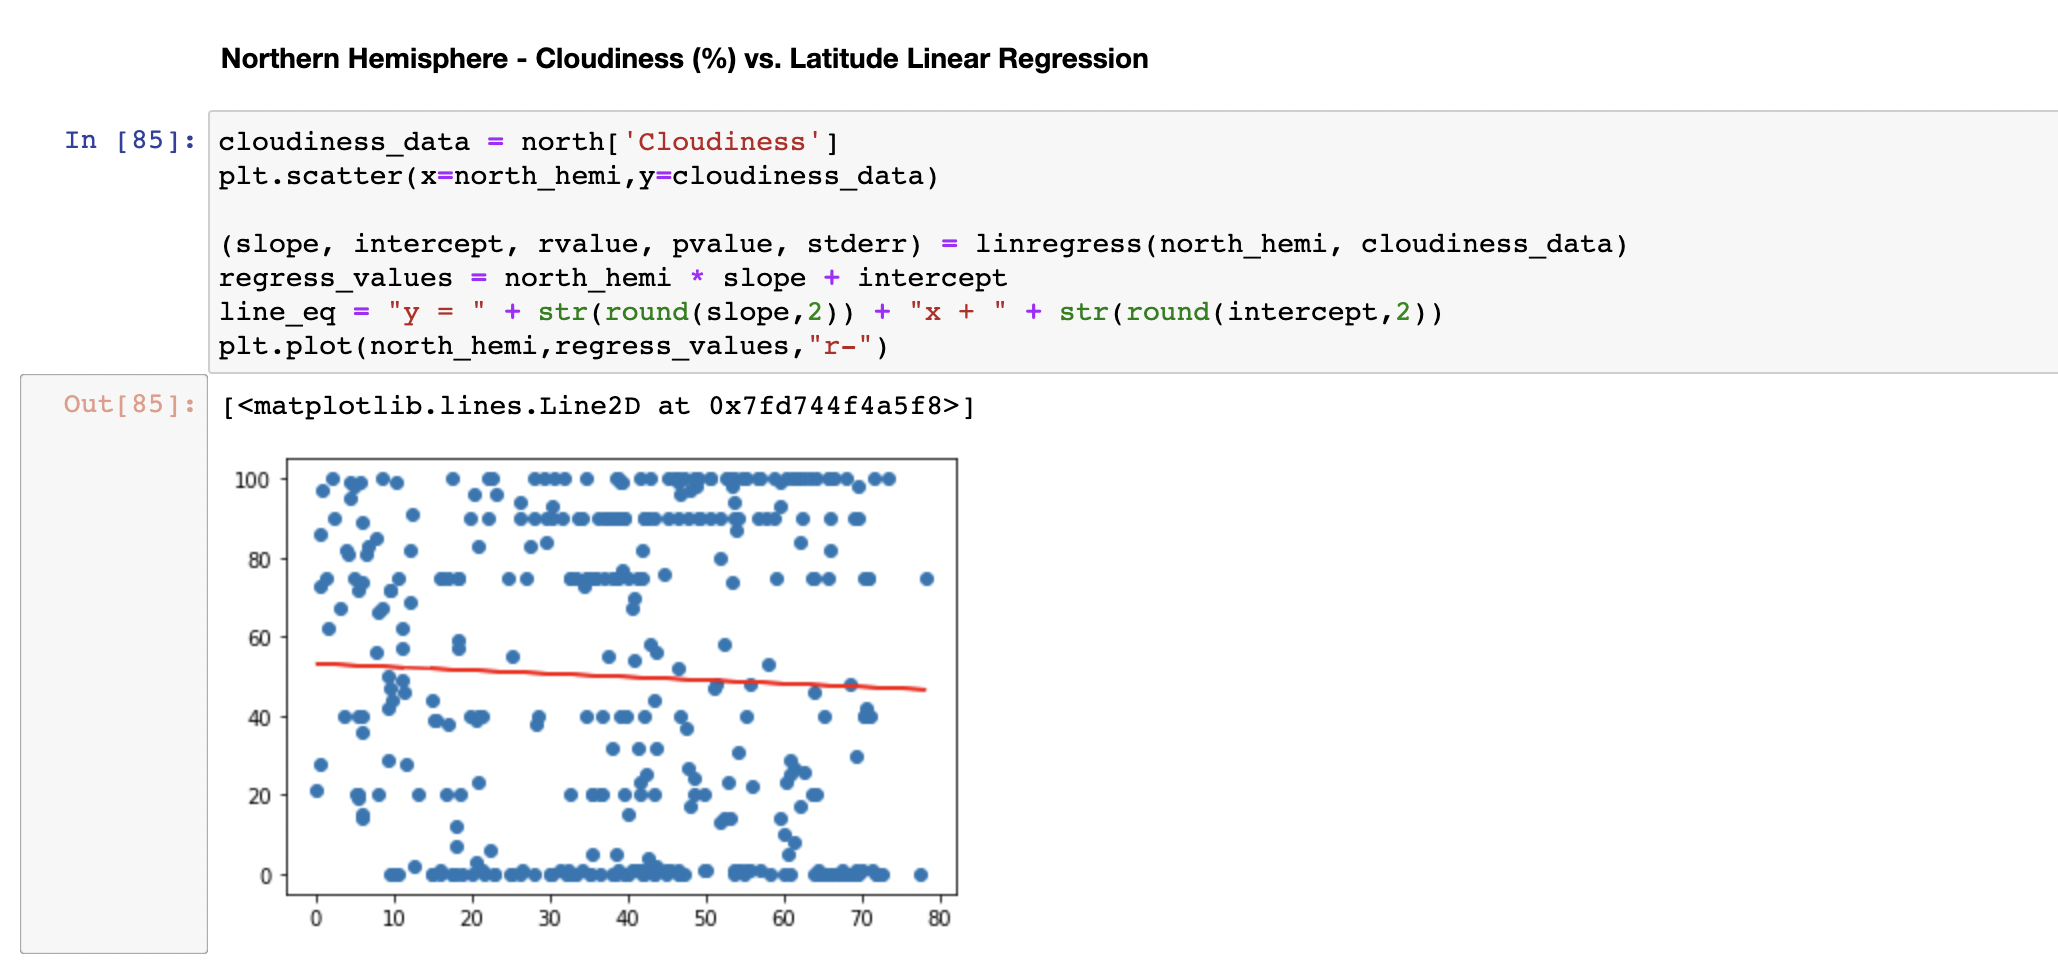 Northern Hemisphere - Cloudiness (%) vs. Latitude Linear Regression
In [85]:
cloudiness_data = north['Cloudiness']
plt.scatter(x=north_hemi,y=cloudiness_data)
(slope, intercept, rvalue, pvalue, stderr) = linregress(north_hemi, cloudiness_data)
regress_values = north_hemi * slope + intercept
line_eq = "y = " + str(round(slope,2)) + "x + " + str(round(intercept,2))
plt.plot(north_hemi,regress_values,"r-")
Out[85]:
[<matplotlib.lines.Line2D at 0x7fd744f4a5f8>]
100
80
60
40
20
0
0 10 20 30 40 50 60 70 80